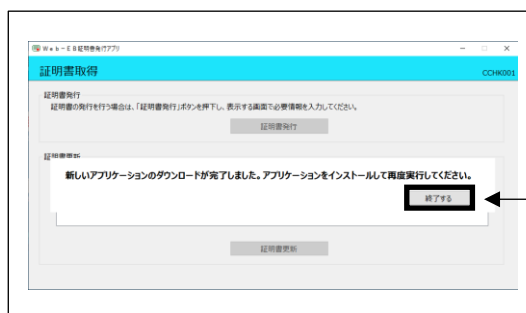 Web-EB証明書発行アプリ
証明書取得
CCHK001
証明書発行
証明書の発行を行う場合は、「証明書発行」ボタンを押下し、表示する画面で必要情報を入力してください。
証明書発行
証明書更新
新しいアプリケーションのダウンロードが完了しました。アプリケーションをインストールして再度実行してください。
終了する
証明書更新